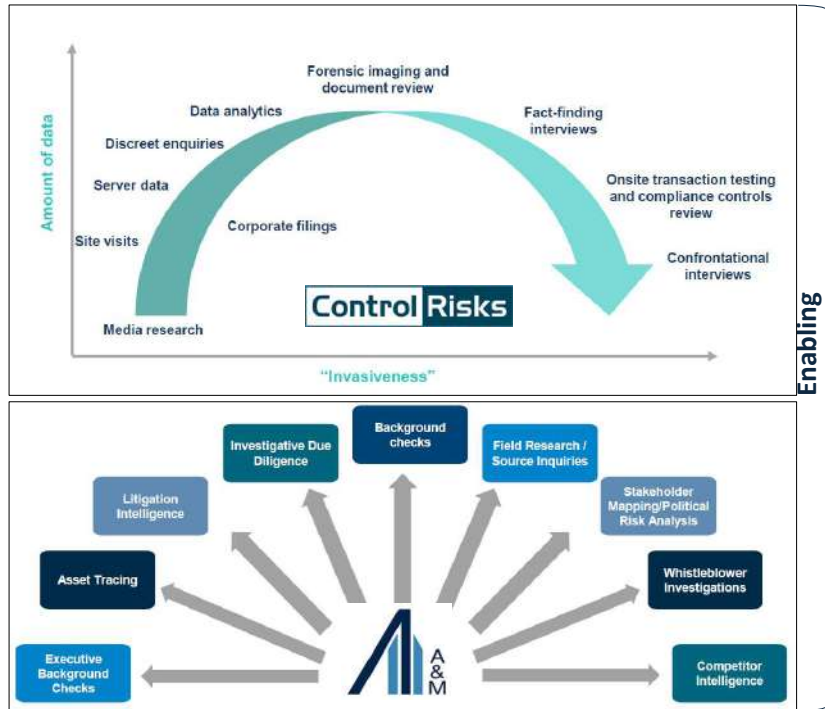 Forensic imaging and
document review
Data analytics
Fact-finding
interviews
Discreet enquiries
Server data
Onsite transaction testing
and compliance controls
review
Corporate filings
Site visits
Confrontational
interviews
Control Risks
Media research
Amount of data
"Invasiveness"
Enabling
Background
checks
Investigative Due
Diligence
Field Research /
Source Inquiries
Litigation
Intelligence
Stakeholder
Mapping/Political
Risk Analysis
Asset Tracing
Whistleblower
Investigations
Executive
Background
Checks
A&M
Competitor
Intelligence